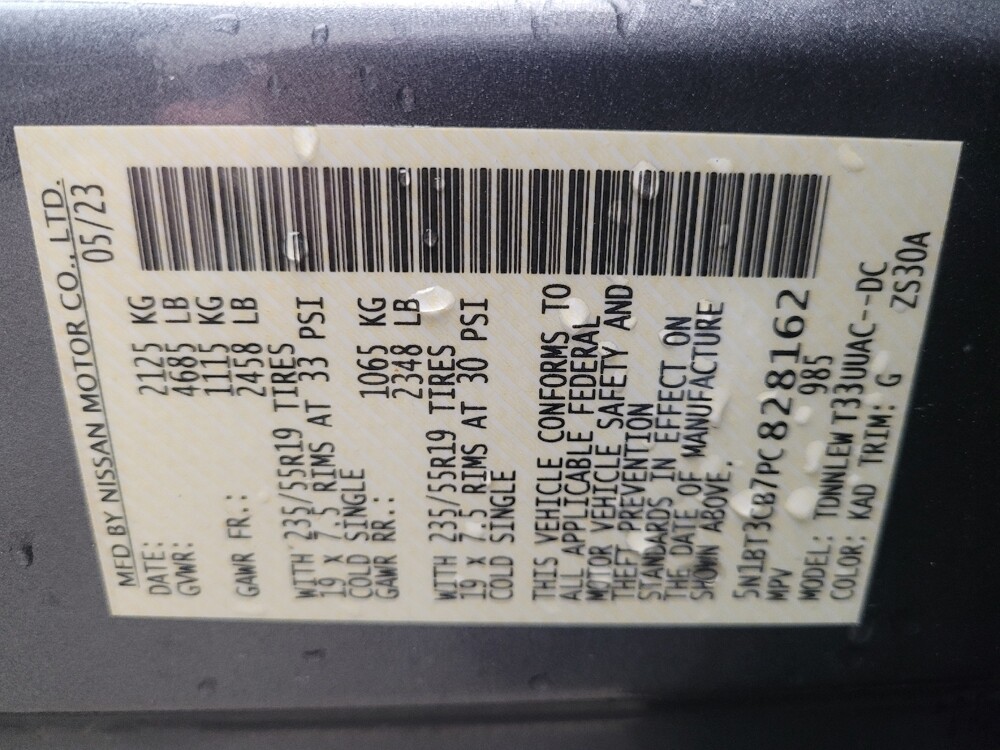 MFD BY NISSAN MOTOR CO., LTD.
DATE: 05/23
GVWR: 2125 KG
4685 LB
GAWR FR.: 1115 KG
2458 LB
WITH 235/55R19 TIRES
19 X 7.5 RIMS AT 33 PSI
COLD SINGLE
GAWR RR.: 1065 KG
2348 LB
WITH 235/55R19 TIRES
19 X 7.5 RIMS AT 30 PSI
COLD SINGLE
THIS VEHICLE CONFORMS TO
ALL APPLICABLE FEDERAL
MOTOR VEHICLE SAFETY AND
THEFT PREVENTION
STANDARDS IN EFFECT ON
THE DATE OF MANUFACTURE
SHOWN ABOVE.
5N1BT3CB7PC828162
MPV 985
MODEL: TDNNLEW T33UUAC--DC
COLOR: KAD TRIM: G ZS30A